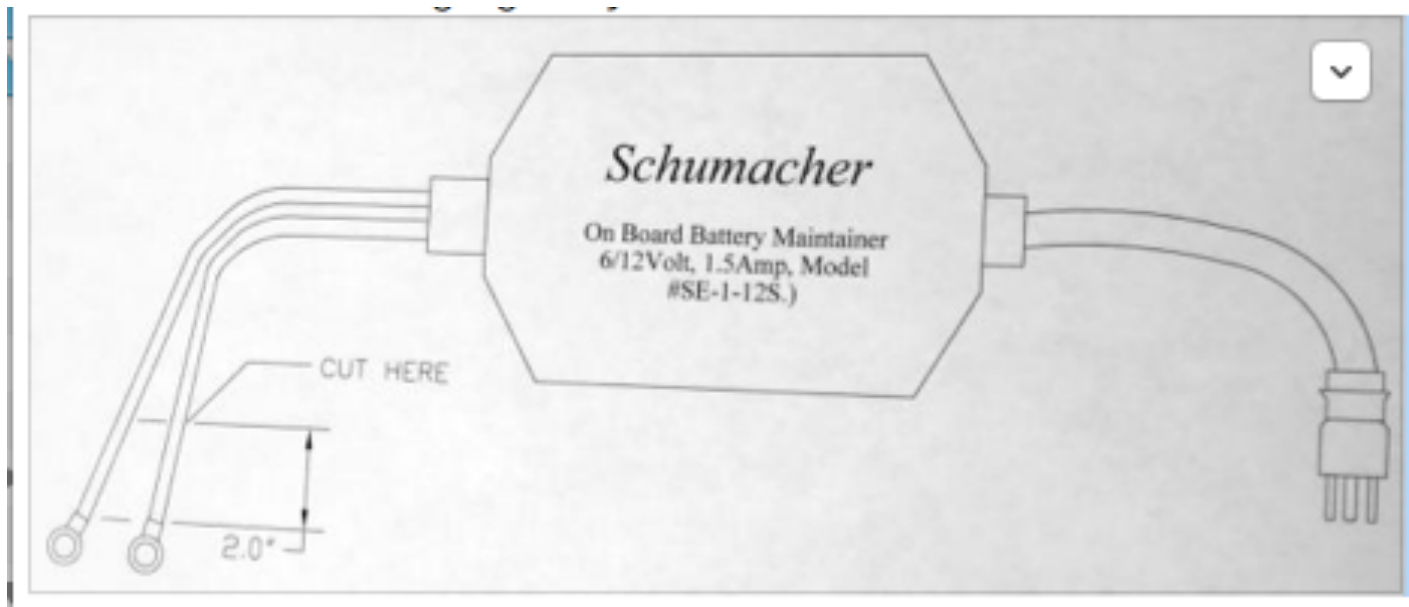 Schumacher
On Board Battery Maintainer
6/12Volt, 1.5Amp, Model
#SE-1-12S.)
CUT HERE
2.0"